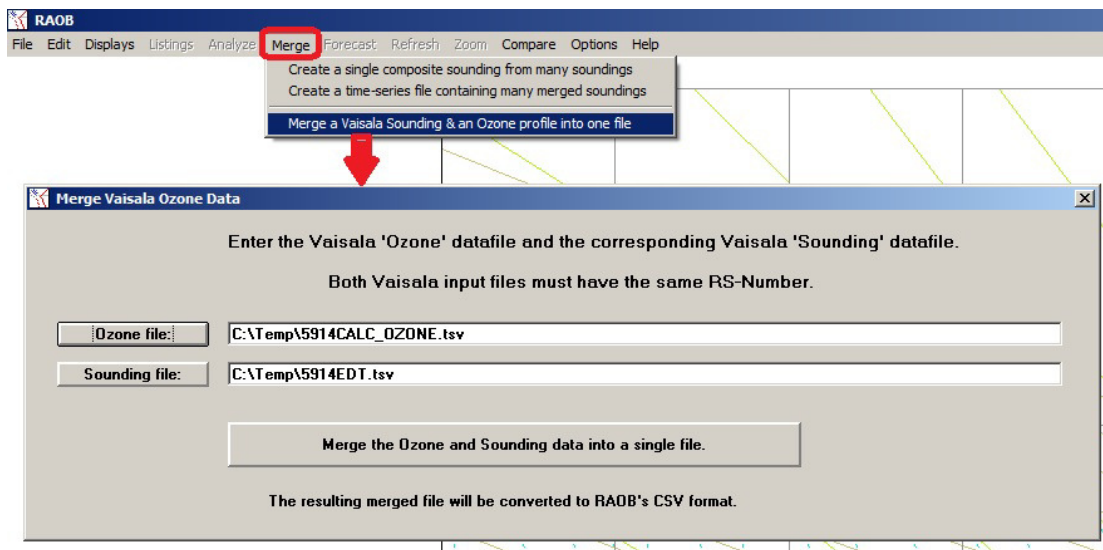 RAOB
File Edit Displays Listings Analyze Merge Forecast Refresh Zoom Compare Options Help
Create a single composite sounding from many soundings
Create a time-series file containing many merged soundings
Merge a Vaisala Sounding & an Ozone profile into one file
Merge Vaisala Ozone Data
Enter the Vaisala 'Ozone' datafile and the corresponding Vaisala 'Sounding' datafile.
Both Vaisala input files must have the same RS-Number.
Ozone file: C:\Temp\5914CALC_OZONE.tsv
Sounding file: C:\Temp\5914EDT.tsv
Merge the Ozone and Sounding data into a single file.
The resulting merged file will be converted to RAOB's CSV format.